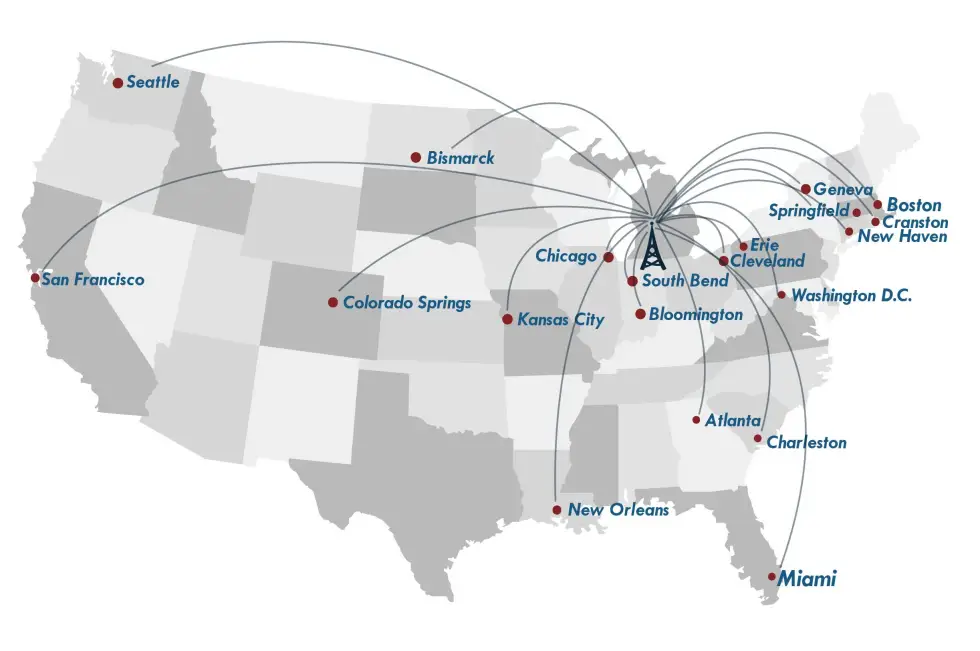 Seattle
Bismarck
Geneva
Springfield
Boston
Cranston
New Haven
Erie
Chicago
Cleveland
San Francisco
South Bend
Washington D.C.
Colorado Springs
Bloomington
Kansas City
Atlanta
Charleston
New Orleans
Miami